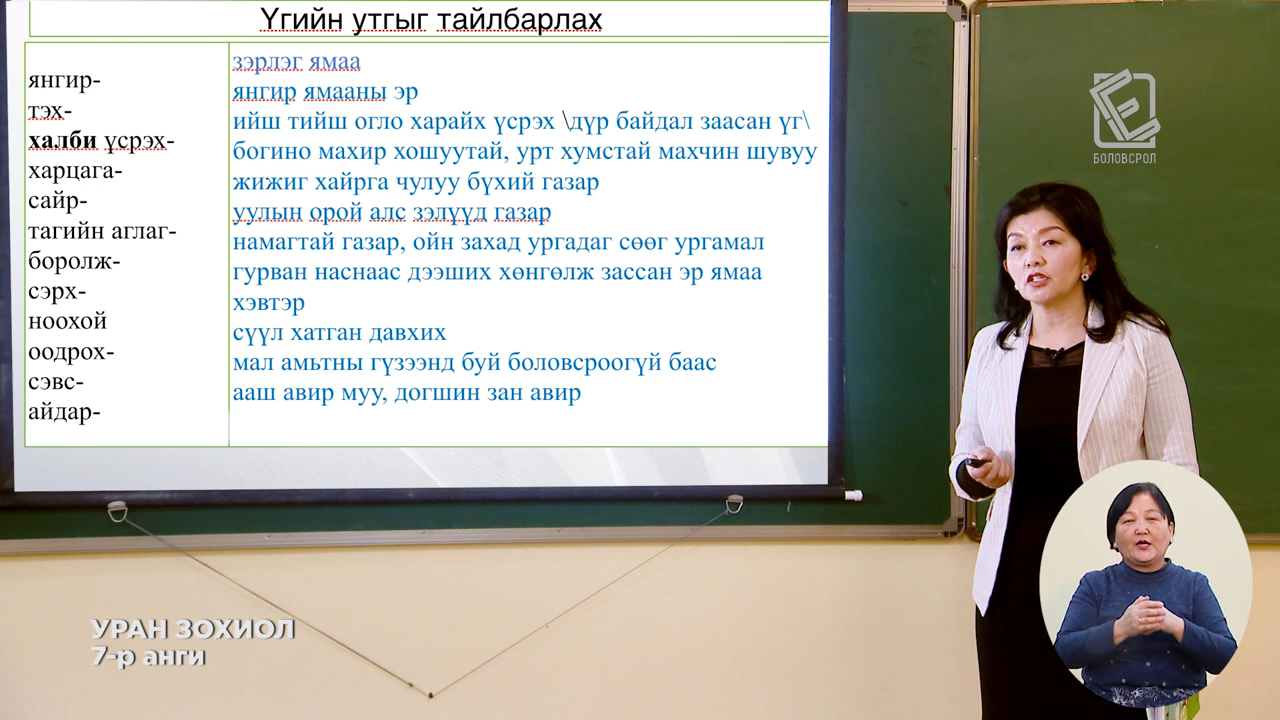 Үгийн утгыг тайлбарлах
янгир-
тэх-
халби үсрэх-
харцага-
сайр-
тагийн аглаг-
боролж-
сэрх-
ноохой
оодрох-
сэвс-
айдар-
зэрлэг ямаа
янгир ямааны эр
ийш тийш огло харайх үсрэх \дүр байдал заасан үг\
богино махир хошуутай, урт хумстай махчин шувуу
жижиг хайрга чулуу бүхий газар
уулын орой алс зэлүүд газар
намагтай газар, ойн захад ургадаг сөөг ургамал
гурван наснаас дээших хөнгөлж зассан эр ямаа
хэвтэр
сүүл хатган давхих
мал амьтны гүзээнд буй боловсроогүй баас
ааш авир муу, догшин зан авир
БОЛОВСРОЛ
УРАН ЗОХИОЛ
7-р анги